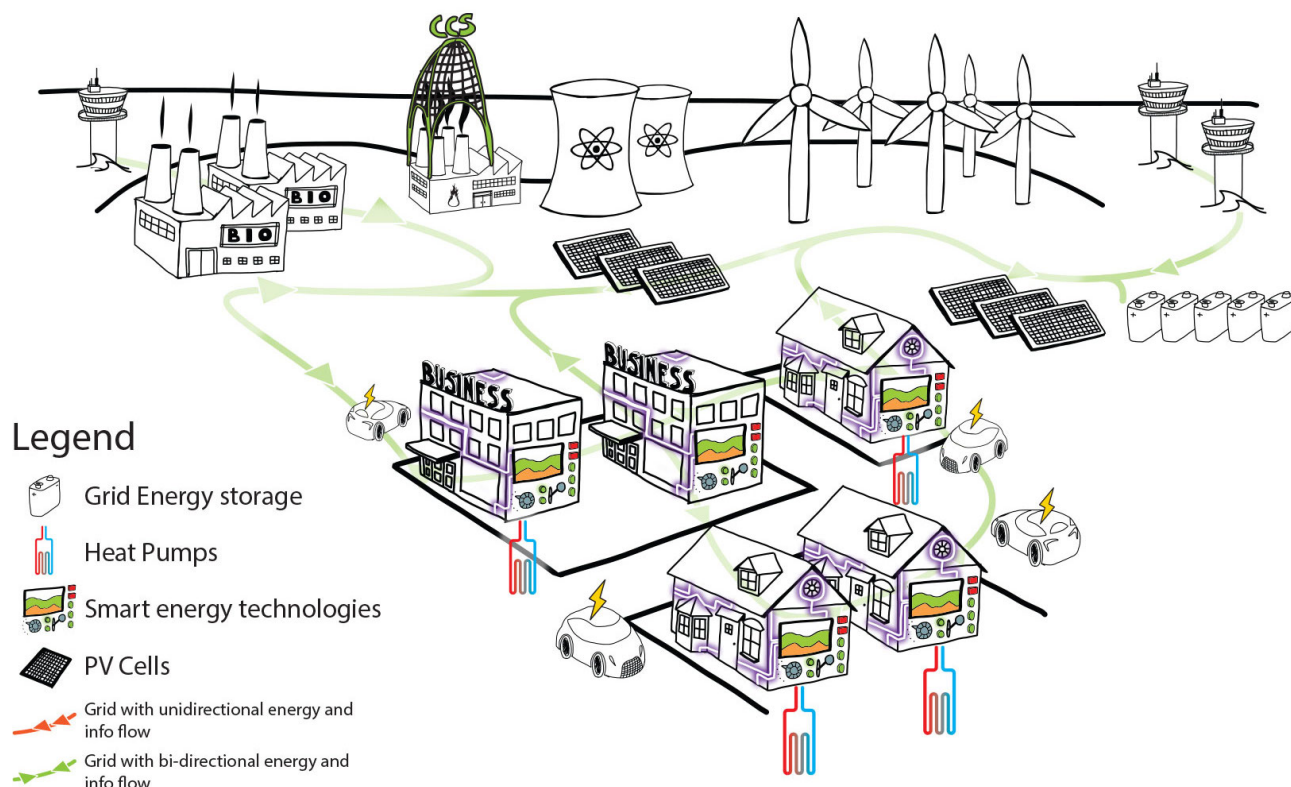 CCS
BIO
BIO
BUSINESS
BUSINESS
Legend
Grid Energy storage
Heat Pumps
Smart energy technologies
PV Cells
Grid with unidirectional energy and
info flow
Grid with bi-directional energy and
info flow